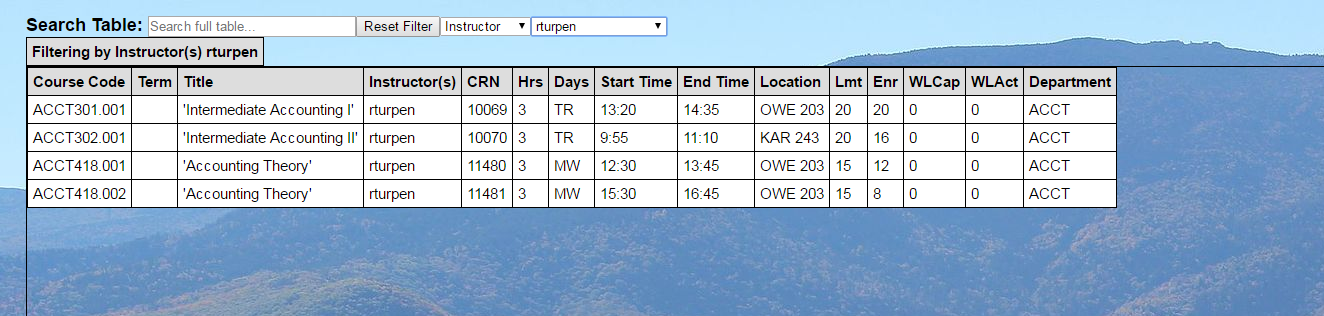 Search Table: Search full table... Reset Filter Instructor rturpen
Filtering by Instructor(s) rturpen
Course Code Term Title Instructor(s) CRN Hrs Days Start Time End Time Location Lmt Enr WLCap WLAct Department
ACCT301.001 'Intermediate Accounting I' rturpen 10069 3 TR 13:20 14:35 OWE 203 20 20 0 0 ACCT
ACCT302.001 'Intermediate Accounting II' rturpen 10070 3 TR 9:55 11:10 KAR 243 20 16 0 0 ACCT
ACCT418.001 'Accounting Theory' rturpen 11480 3 MW 12:30 13:45 OWE 203 15 12 0 0 ACCT
ACCT418.002 'Accounting Theory' rturpen 11481 3 MW 15:30 16:45 OWE 203 15 8 0 0 ACCT